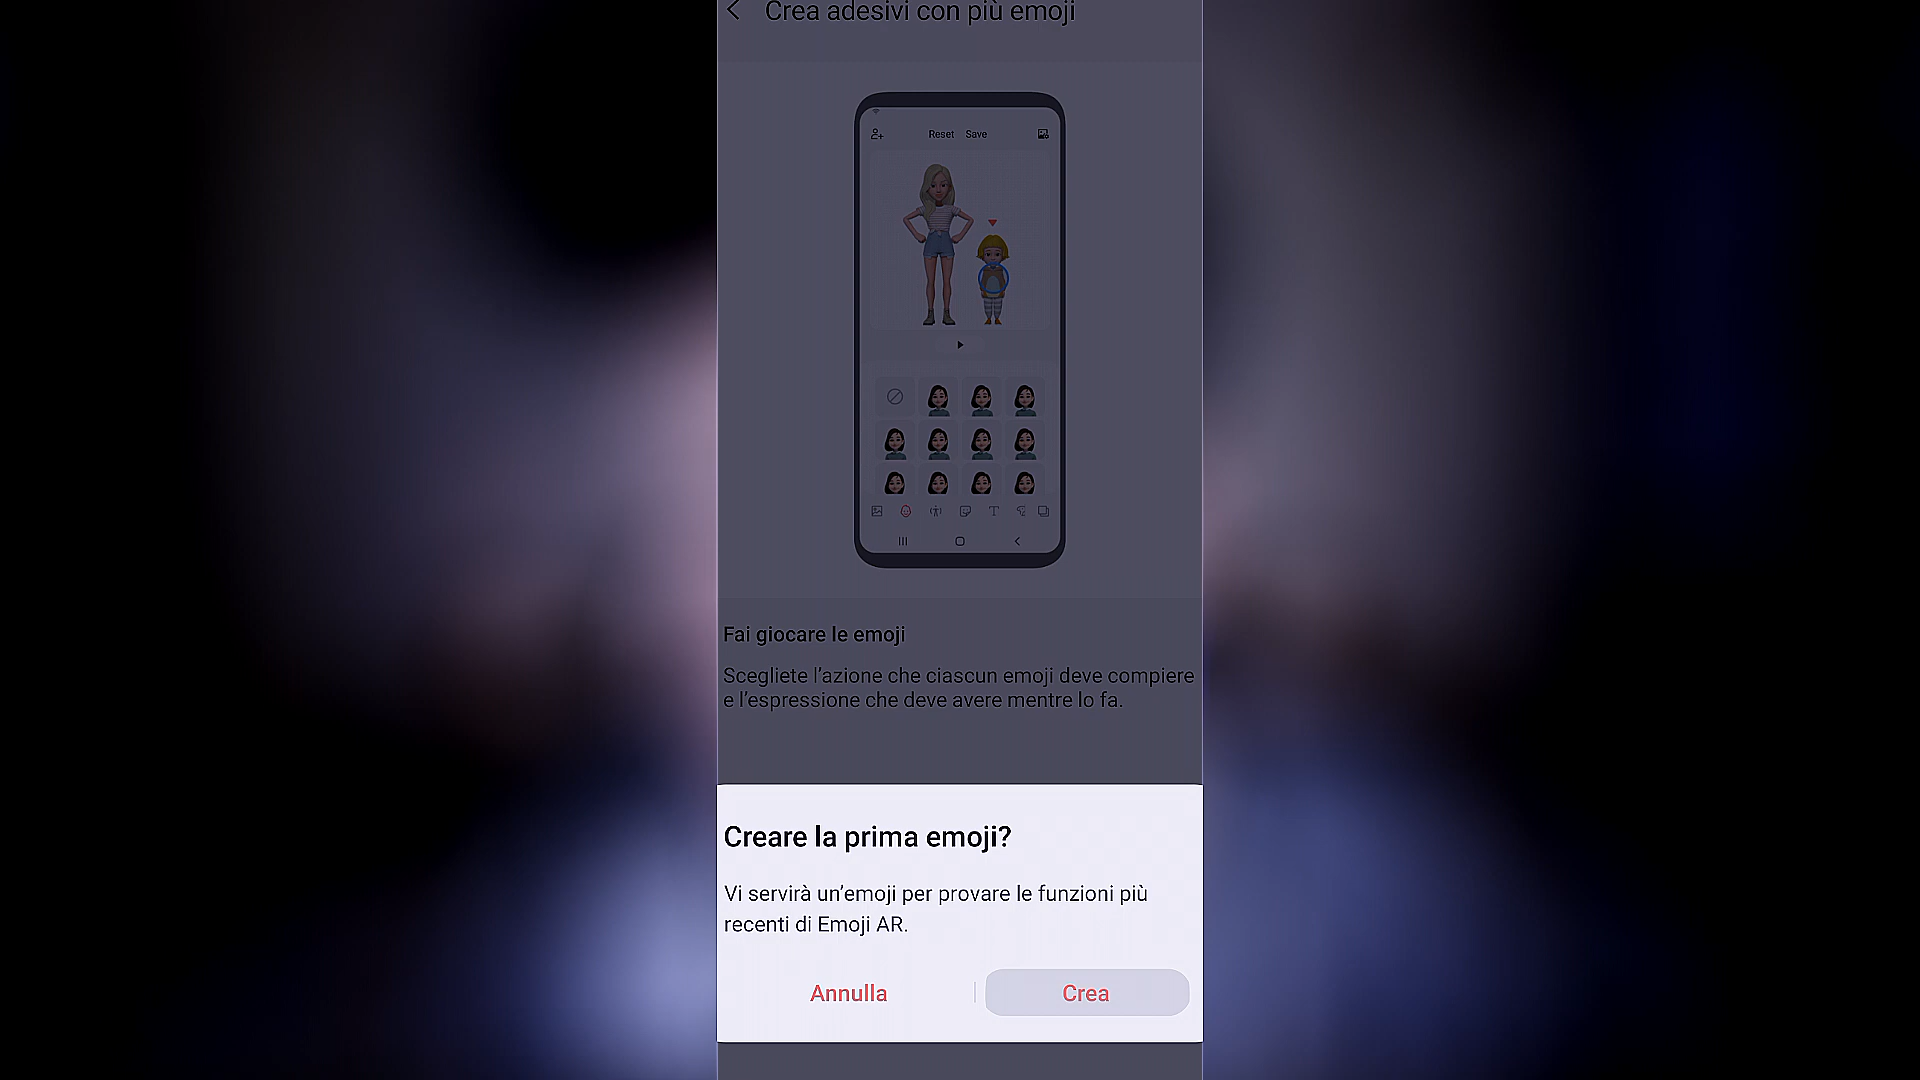 Crea adesivi con più emoji
Reset Save
Fai giocare le emoji
Scegliete l'azione che ciascun emoji deve compiere
e l'espressione che deve avere mentre lo fa.
Creare la prima emoji?
Vi servirà un'emoji per provare le funzioni più
recenti di Emoji AR.
Annulla
Crea